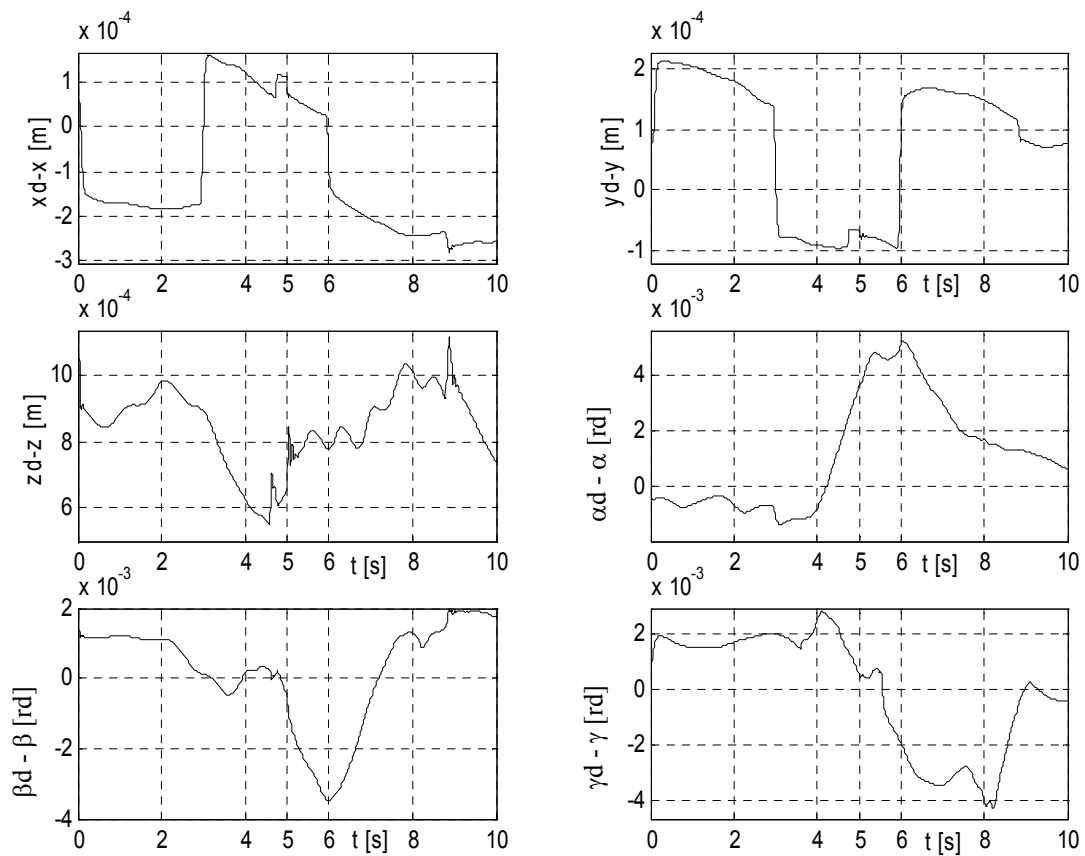 x 10⁻⁴
1
0
-1
-2
-3
xd-x [m]
0 2 4 5 6 8 10
x 10⁻⁴
2
1
0
-1
yd-y [m]
0 2 4 5 6 t [s] 8 10
x 10⁻⁴
10
8
6
zd-z [m]
0 2 4 5 6 t [s] 8 10
x 10⁻³
4
2
0
αd - α [rd]
0 2 4 5 6 8 10
x 10⁻³
2
0
-2
-4
βd - β [rd]
0 2 4 5 6 t [s] 8 10
x 10⁻³
2
0
-2
-4
γd - γ [rd]
0 2 4 5 6 8 t [s] 10